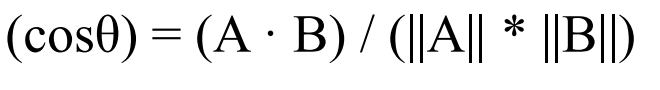 (cosθ) = (A · B) / (||A|| * ||B||)